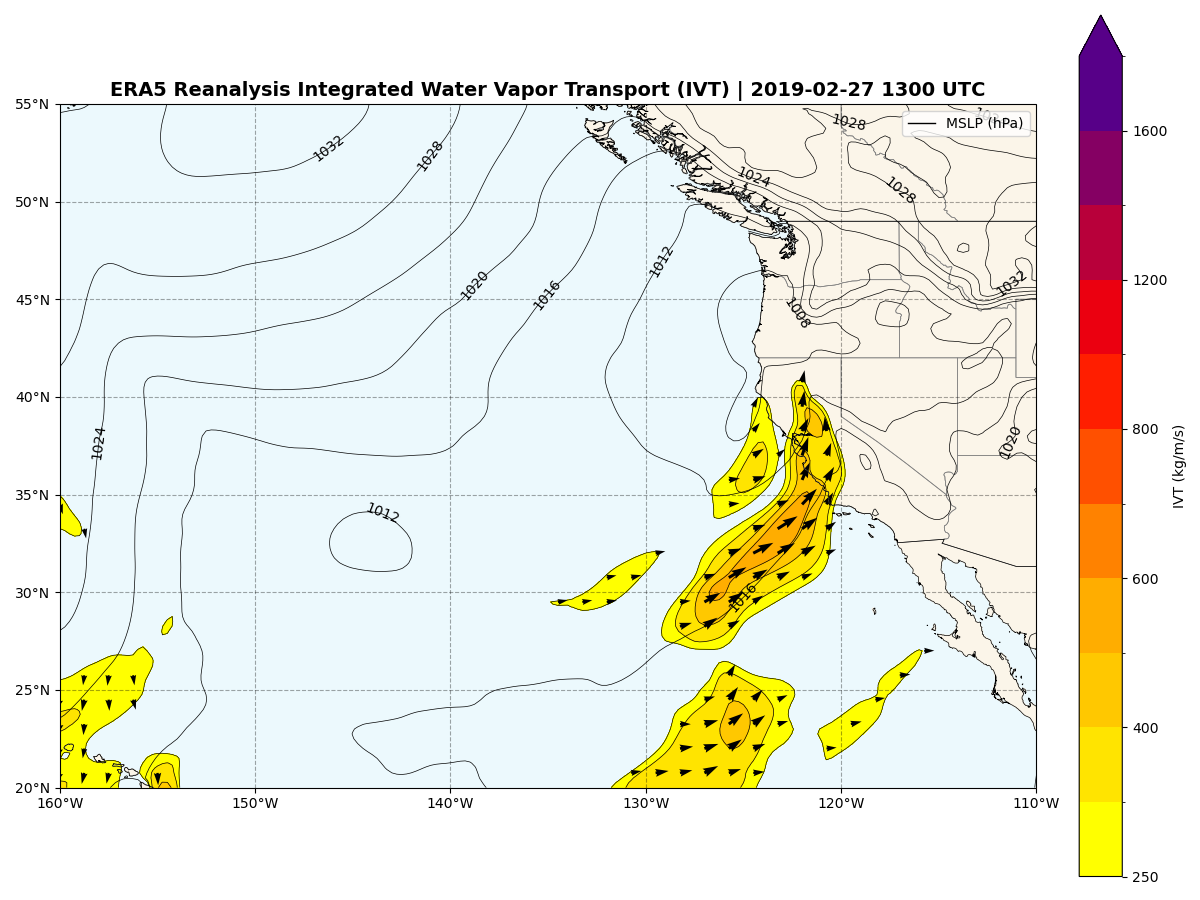 ERA5 Reanalysis Integrated Water Vapor Transport (IVT) | 2019-02-27 1300 UTC
55°N
50°N
45°N
40°N
35°N
30°N
25°N
20°N
160°W
150°W
140°W
130°W
120°W
110°W
MSLP (hPa)
1032
1028
1028
1024
1028
1020
1016
1012
1032
1008
1024
1020
1012
1016
1600
1200
800
600
400
250
IVT (kg/m/s)